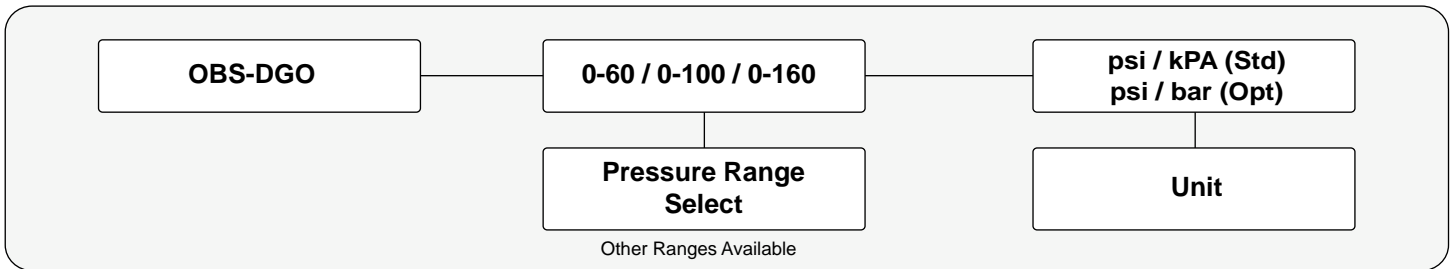 OBS-DGO
0-60 / 0-100 / 0-160
psi / kPA (Std)
psi / bar (Opt)
Pressure Range
Select
Unit
Other Ranges Available